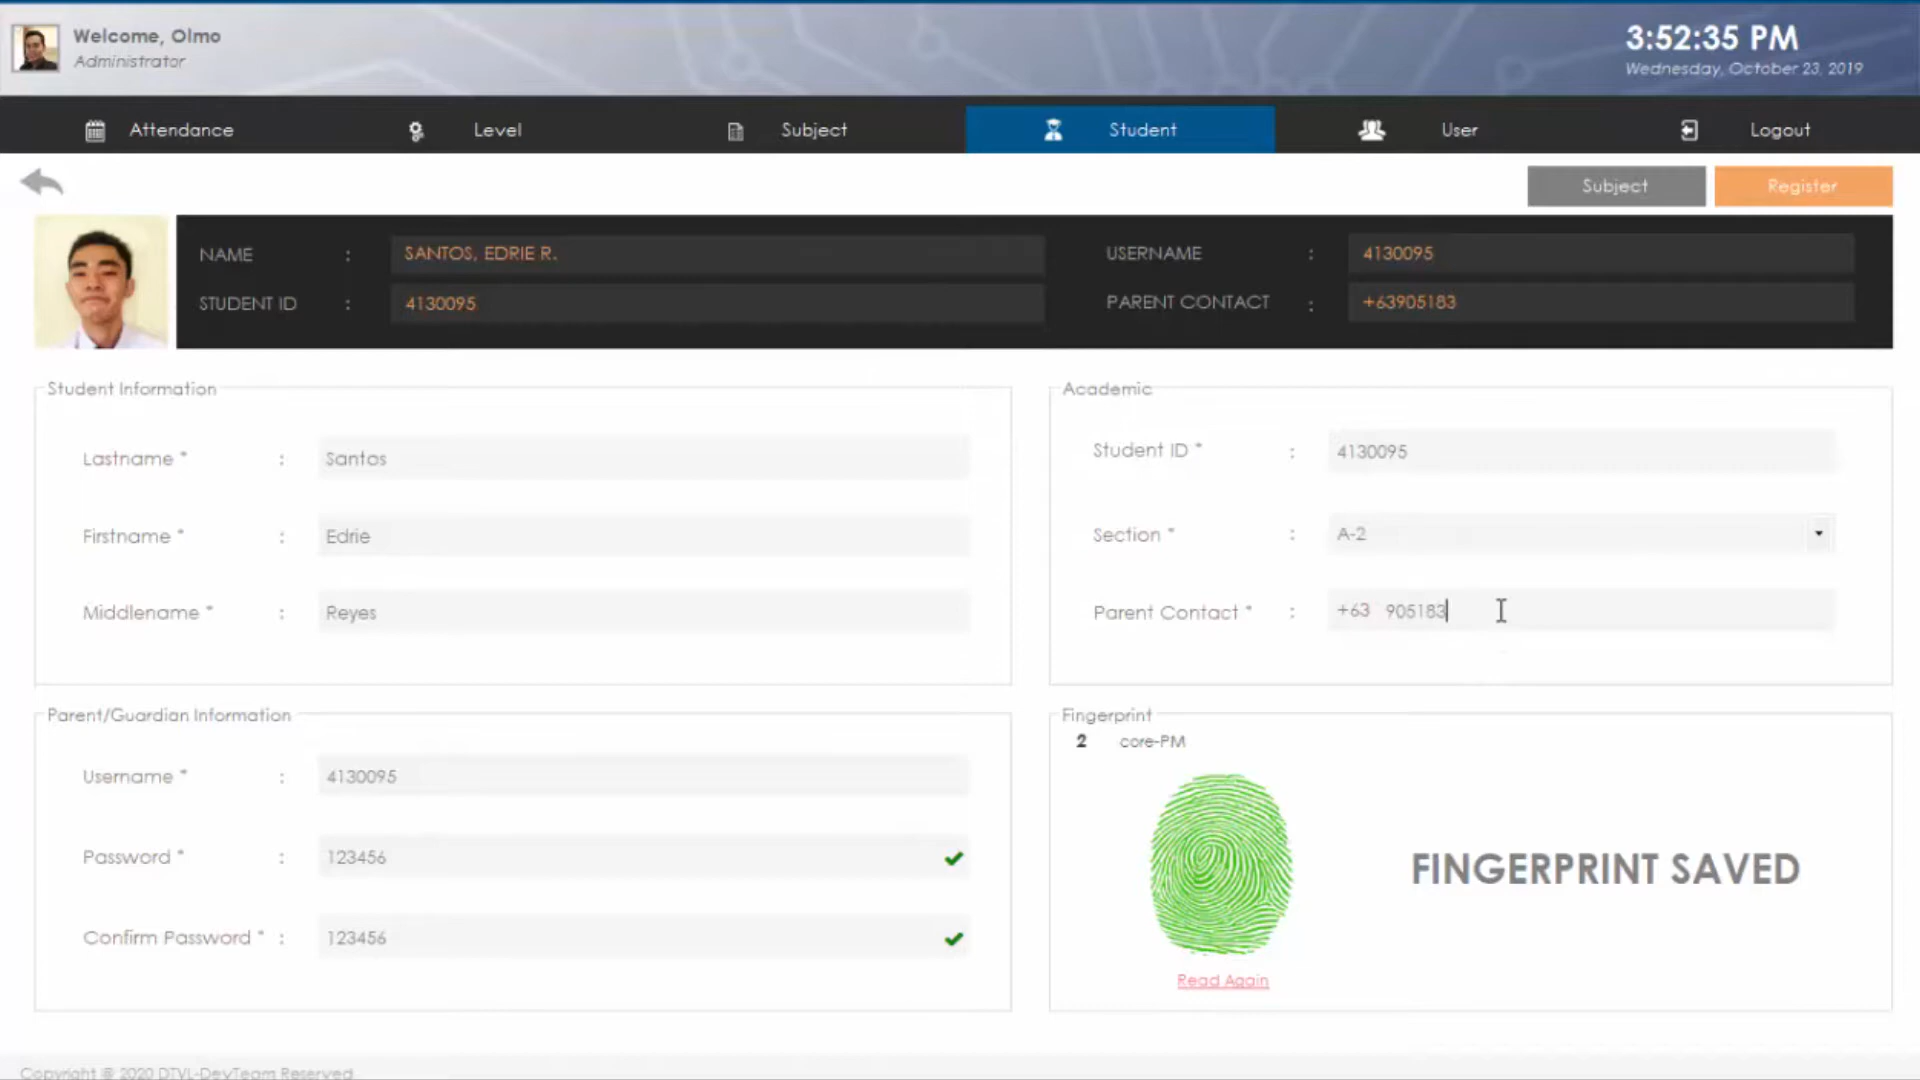 Welcome, Olmo
Administrator
3:52:35 PM
Wednesday, October 23, 2019
Attendance
Level
Subject
Student
User
Logout
Subject
Register
NAME : SANTOS, EDRIE R.
USERNAME : 4130095
STUDENT ID : 4130095
PARENT CONTACT : +63905183
Student Information
Lastname * : Santos
Firstname * : Edrie
Middlename * : Reyes
Academic
Student ID * : 4130095
Section * : A-2
Parent Contact * : +63 905183
Parent/Guardian Information
Username * : 4130095
Password * : 123456
Confirm Password * : 123456
Fingerprint
2 core-PM
FINGERPRINT SAVED
Read Again
Copyright @ 2020 DTVL-DevTeam Reserved